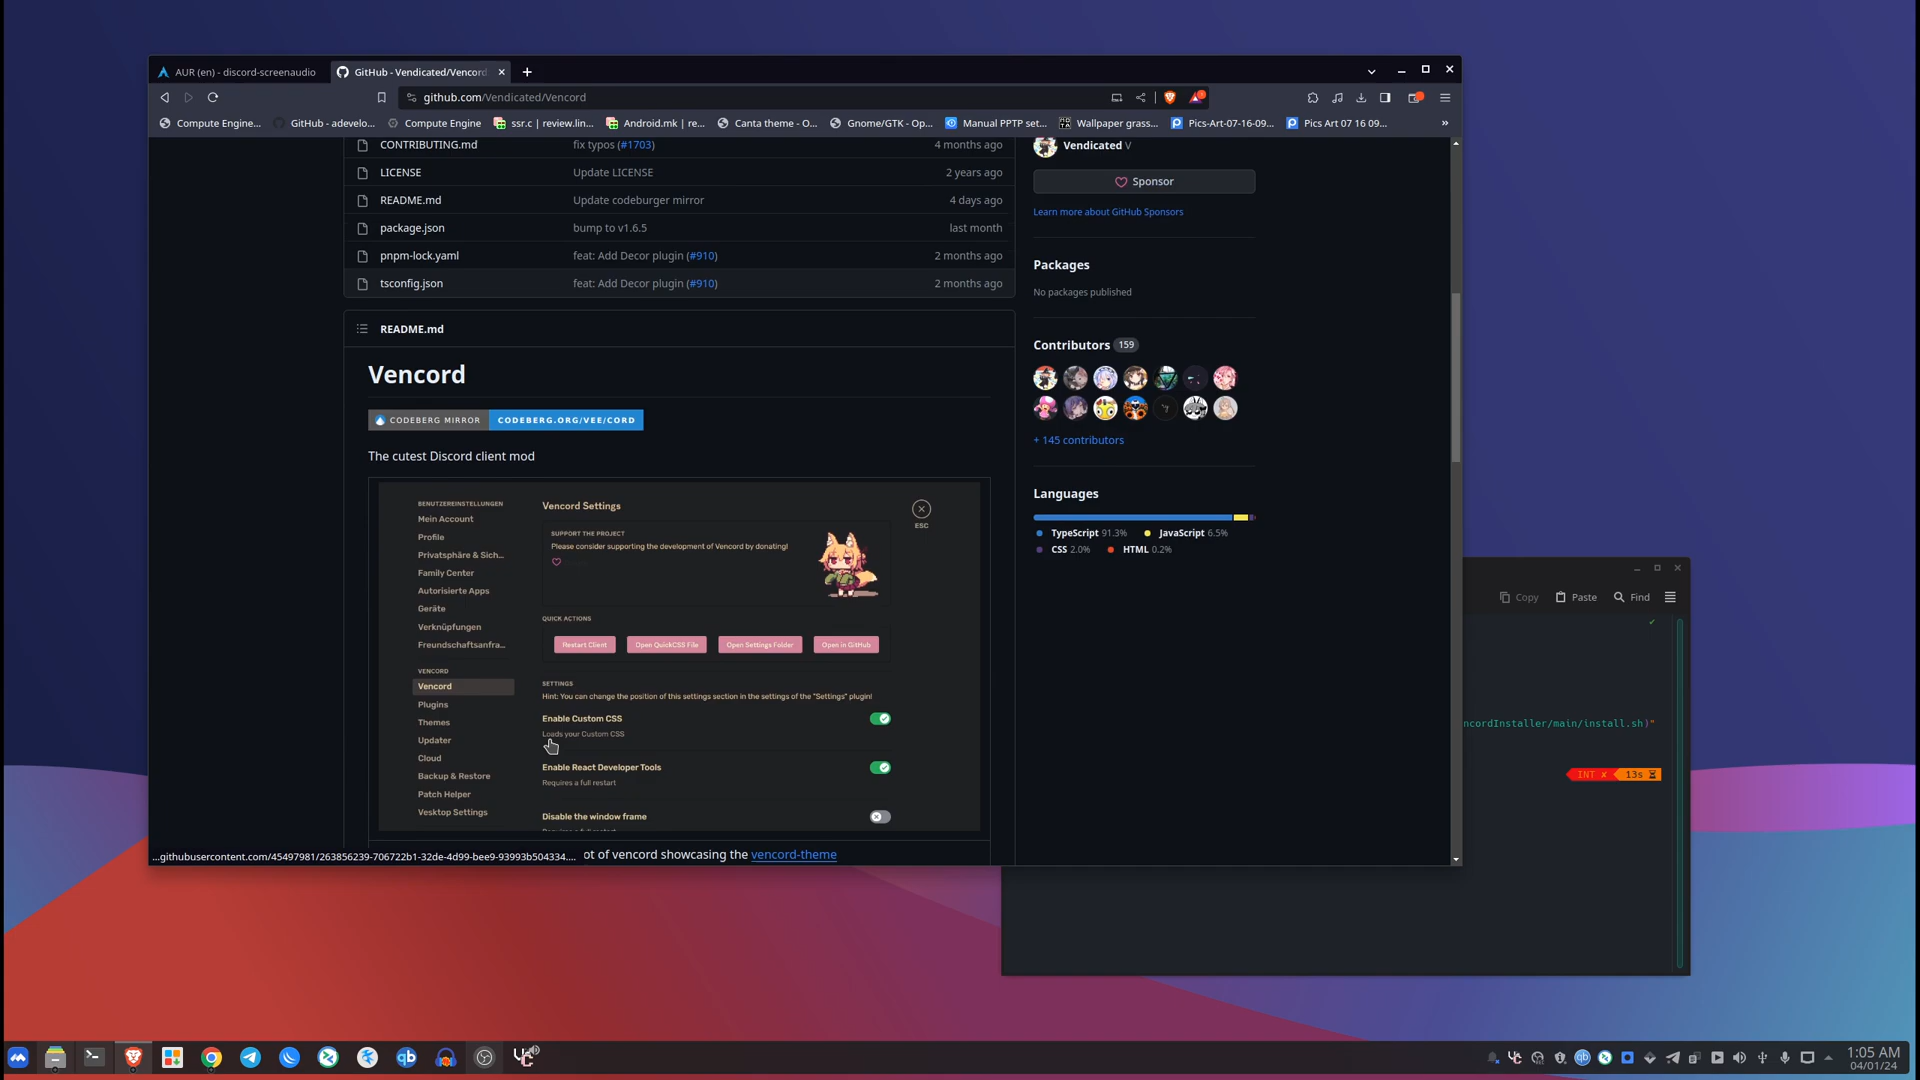 AUR (en) - discord-screenaudio
GitHub - Vendicated/Vencord
github.com/Vendicated/Vencord
Compute Engine...
GitHub - adevelo...
Compute Engine
ssr.c | review.lin...
Android.mk | re...
Canta theme - O...
Gnome/GTK - Op...
Manual PPTP set...
Wallpaper grass...
Pics-Art-07-16-09...
Pics Art 07 16 09...
»
CONTRIBUTING.md fix typos (#1703) 4 months ago
LICENSE Update LICENSE 2 years ago
README.md Update codeburger mirror 4 days ago
package.json bump to v1.6.5 last month
pnpm-lock.yaml feat: Add Decor plugin (#910) 2 months ago
tsconfig.json feat: Add Decor plugin (#910) 2 months ago
README.md
Vencord
CODEBERG MIRROR CODEBERG.ORG/VEE/CORD
The cutest Discord client mod
BENUTZEREINSTELLUNGEN
Mein Account
Profile
Privatsphäre & Sich...
Family Center
Autorisierte Apps
Geräte
Verknüpfungen
Freundschaftsanfra...
VENCORD
Vencord
Plugins
Themes
Updater
Cloud
Backup & Restore
Patch Helper
Vesktop Settings
Vencord Settings
ESC
SUPPORT THE PROJECT
Please consider supporting the development of Vencord by donating!
QUICK ACTIONS
Restart Client Open QuickCSS File Open Settings Folder Open in GitHub
SETTINGS
Hint: You can change the position of this settings section in the settings of the "Settings" plugin!
Enable Custom CSS
Loads your Custom CSS
Enable React Developer Tools
Requires a full restart
Disable the window frame
...githubusercontent.com/45497981/263856239-706722b1-32de-4d99-bee9-93993b504334....
ot of vencord showcasing the vencord-theme
Vendicated V
Sponsor
Learn more about GitHub Sponsors
Packages
No packages published
Contributors 159
+ 145 contributors
Languages
TypeScript 91.3% JavaScript 6.5%
CSS 2.0% HTML 0.2%
Copy Paste Find
ncordInstaller/main/install.sh)"
INT ✘ 13s
1:05 AM
04/01/24